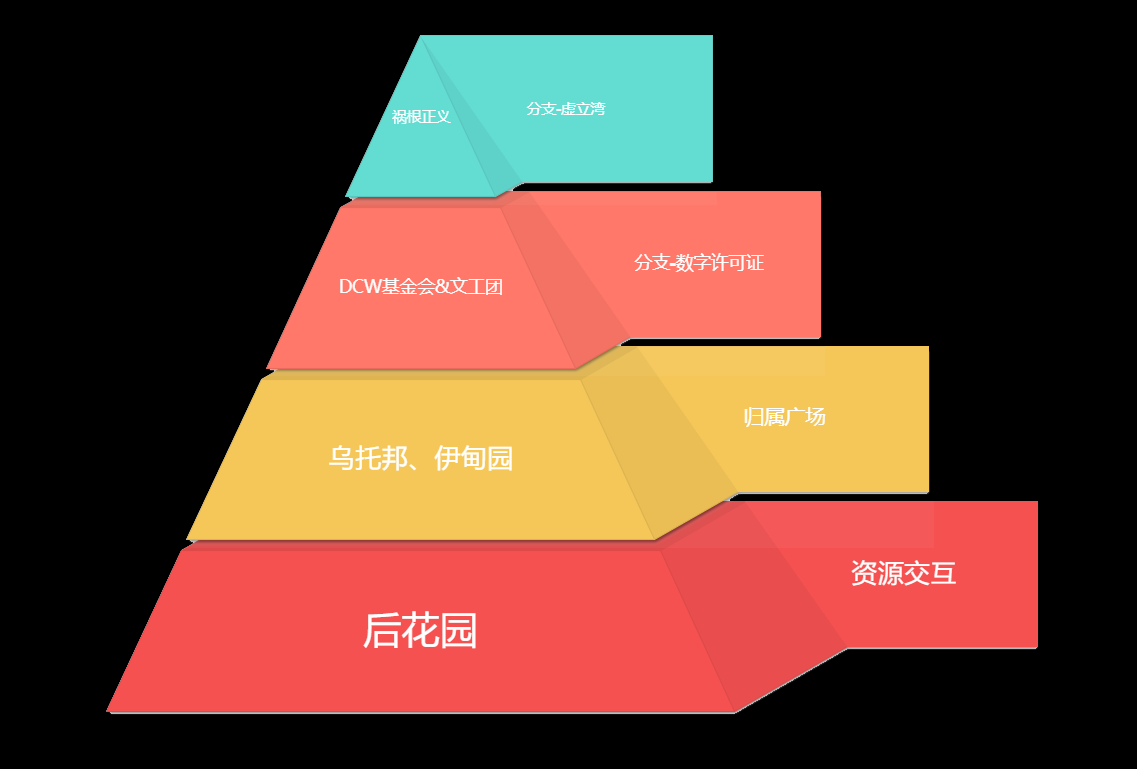 祸根正义
分支-虚立湾
DCW基金会&文工团
分支-数字许可证
乌托邦、伊甸园
归属广场
后花园
资源交互